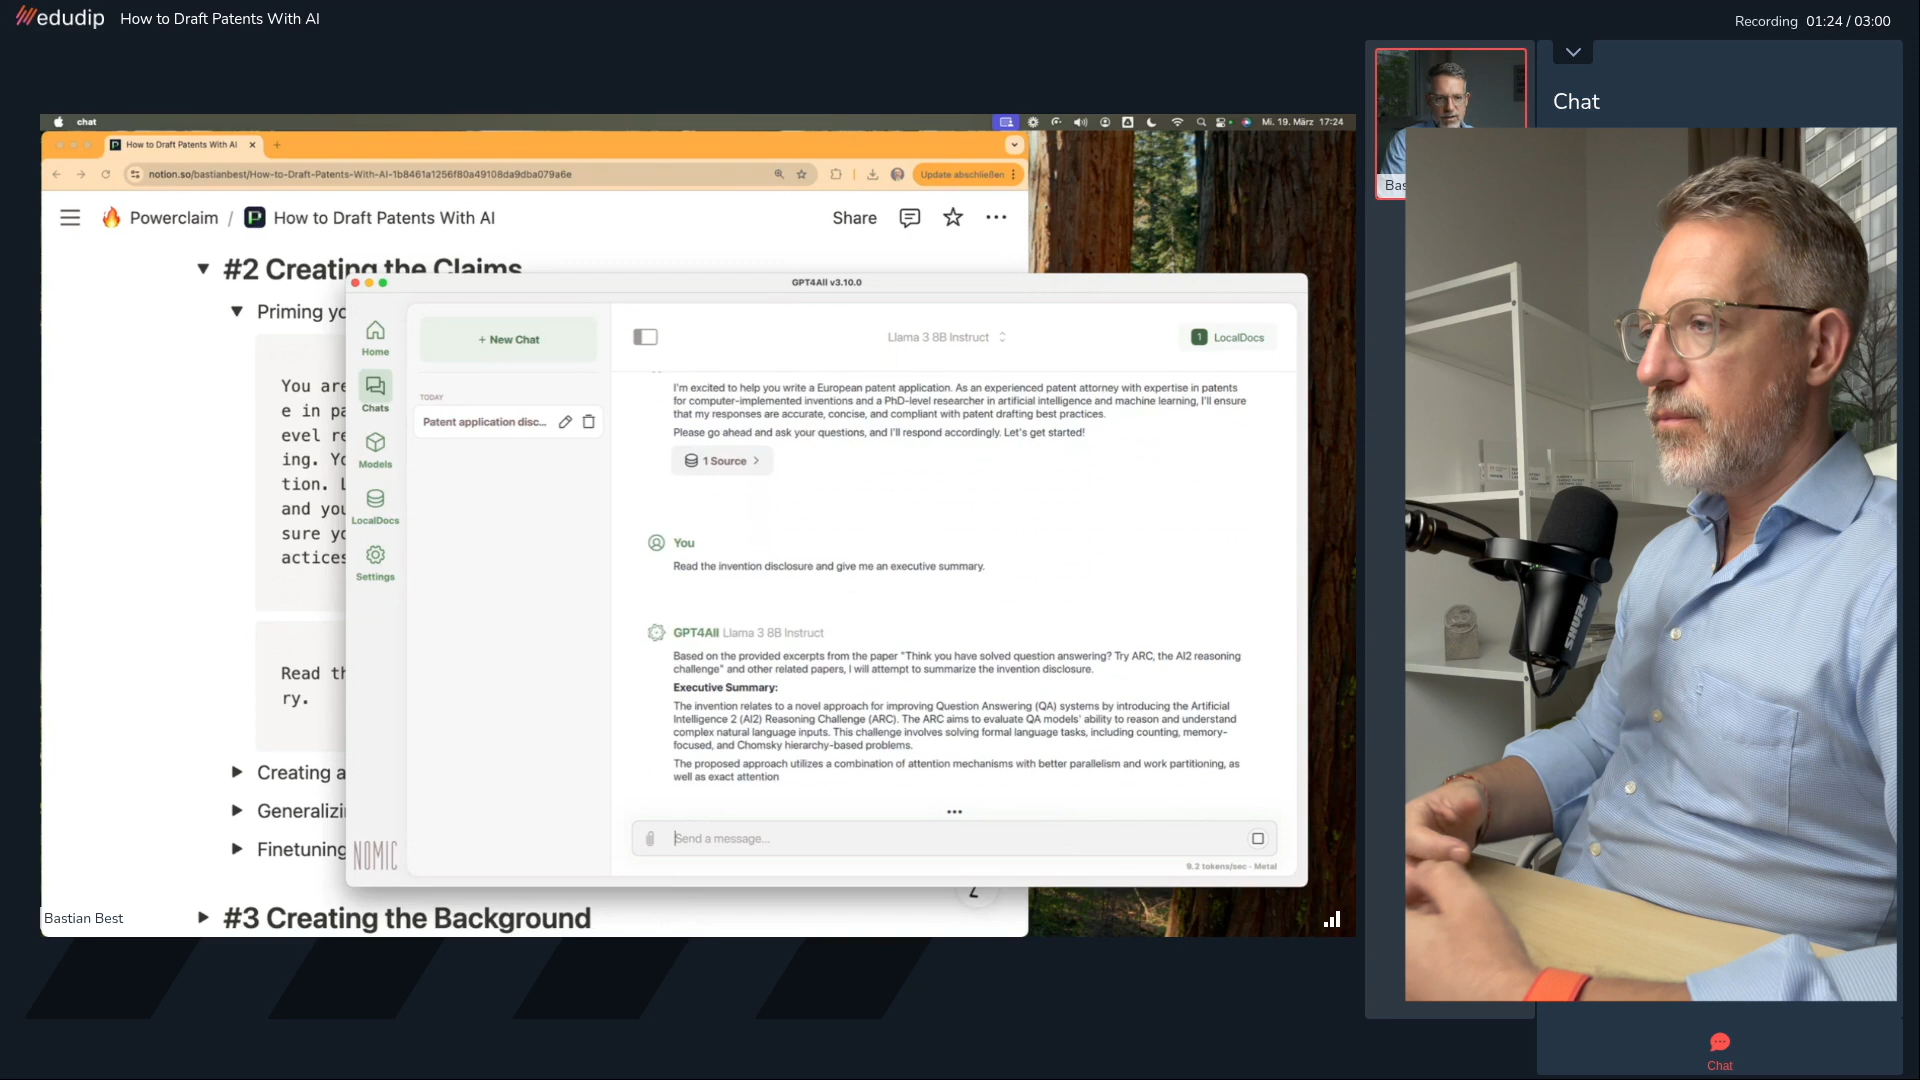 edudip
How to Draft Patents With AI
Recording 01:24 / 03:00
chat
Mi. 19. März 17:24
How to Draft Patents With AI
notion.so/bastianbest/How-to-Draft-Patents-With-AI-1b8461a1256f80a49108da9dba079a6e
Update abschließen
Powerclaim / How to Draft Patents With AI
Share
#2 Creating the Claims
Priming yo
You are
e in pa
evel re
ing. Yo
tion. L
and you
sure yo
actices
Read th
ry.
Creating a
Generalizi
Finetuning
#3 Creating the Background
Bastian Best
GPT4All v3.10.0
Home
Chats
Models
LocalDocs
Settings
NOMIC
+ New Chat
TODAY
Patent application disc...
Llama 3 8B Instruct
1 LocalDocs
I'm excited to help you write a European patent application. As an experienced patent attorney with expertise in patents
for computer-implemented inventions and a PhD-level researcher in artificial intelligence and machine learning, I'll ensure
that my responses are accurate, concise, and compliant with patent drafting best practices.
Please go ahead and ask your questions, and I'll respond accordingly. Let's get started!
1 Source
You
Read the invention disclosure and give me an executive summary.
GPT4All Llama 3 8B Instruct
Based on the provided excerpts from the paper "Think you have solved question answering? Try ARC, the AI2 reasoning
challenge" and other related papers, I will attempt to summarize the invention disclosure.
Executive Summary:
The invention relates to a novel approach for improving Question Answering (QA) systems by introducing the Artificial
Intelligence 2 (AI2) Reasoning Challenge (ARC). The ARC aims to evaluate QA models' ability to reason and understand
complex natural language inputs. This challenge involves solving formal language tasks, including counting, memory-
focused, and Chomsky hierarchy-based problems.
The proposed approach utilizes a combination of attention mechanisms with better parallelism and work partitioning, as
well as exact attention
Send a message...
9.2 tokens/sec - Metal
Bas
Chat
SHURE
Chat